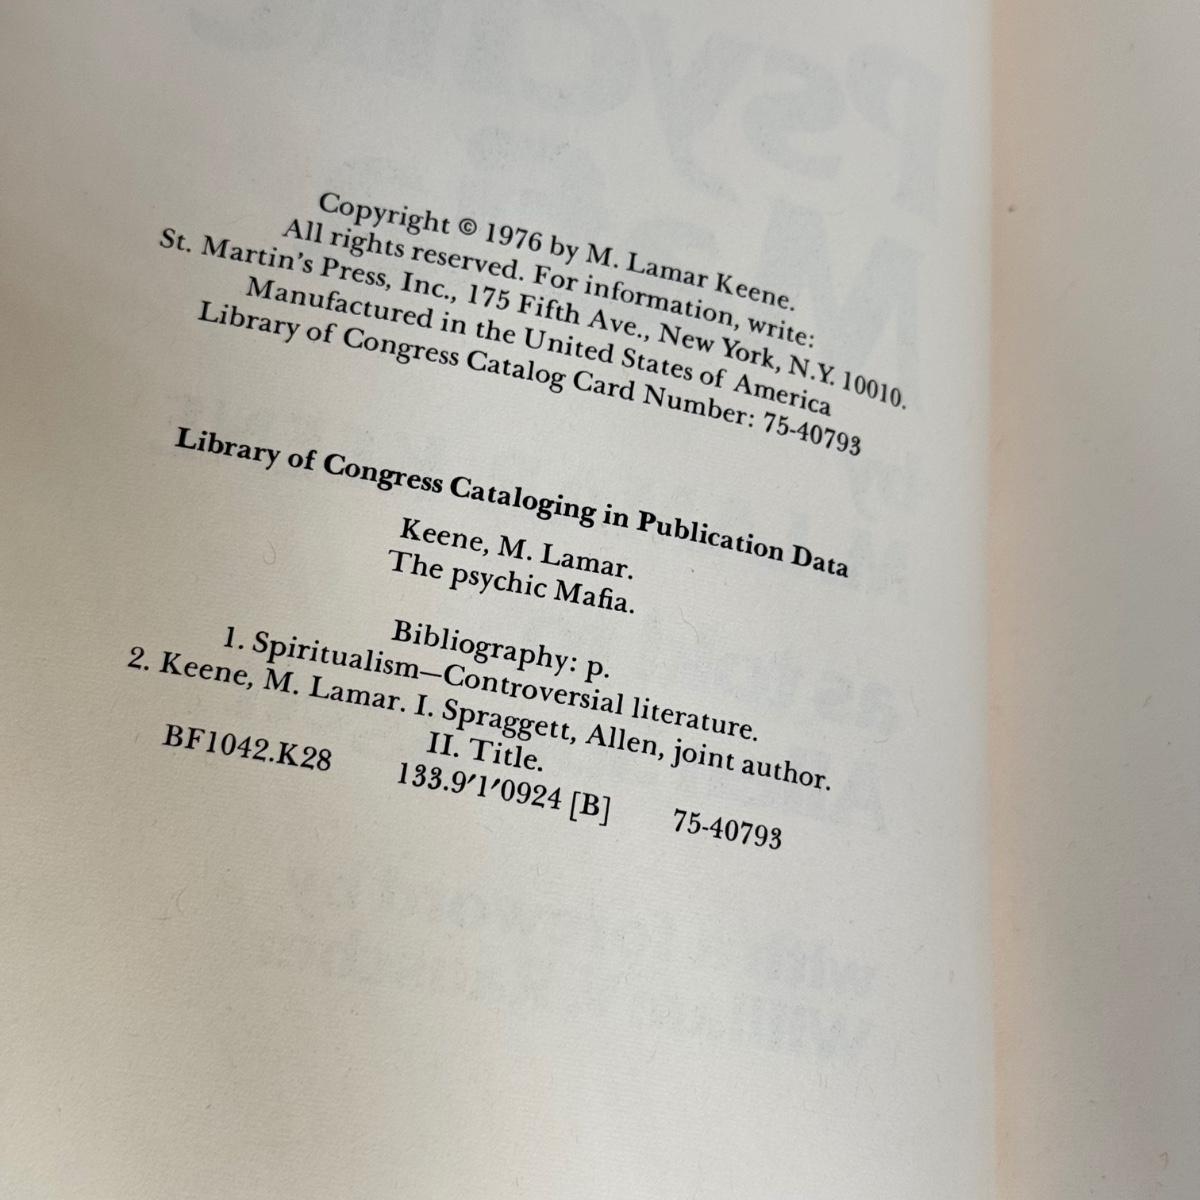 Copyright © 1976 by M. Lamar Keene.
All rights reserved. For information, write:
St. Martin's Press, Inc., 175 Fifth Ave., New York, N.Y. 10010.
Manufactured in the United States of America
Library of Congress Catalog Card Number: 75-40793
Library of Congress Cataloging in Publication Data
Keene, M. Lamar.
The psychic Mafia.
Bibliography: p.
1. Spiritualism—Controversial literature.
2. Keene, M. Lamar. I. Spraggett, Allen, joint author.
II. Title.
BF1042.K28 133.9'1'0924 [B] 75-40793